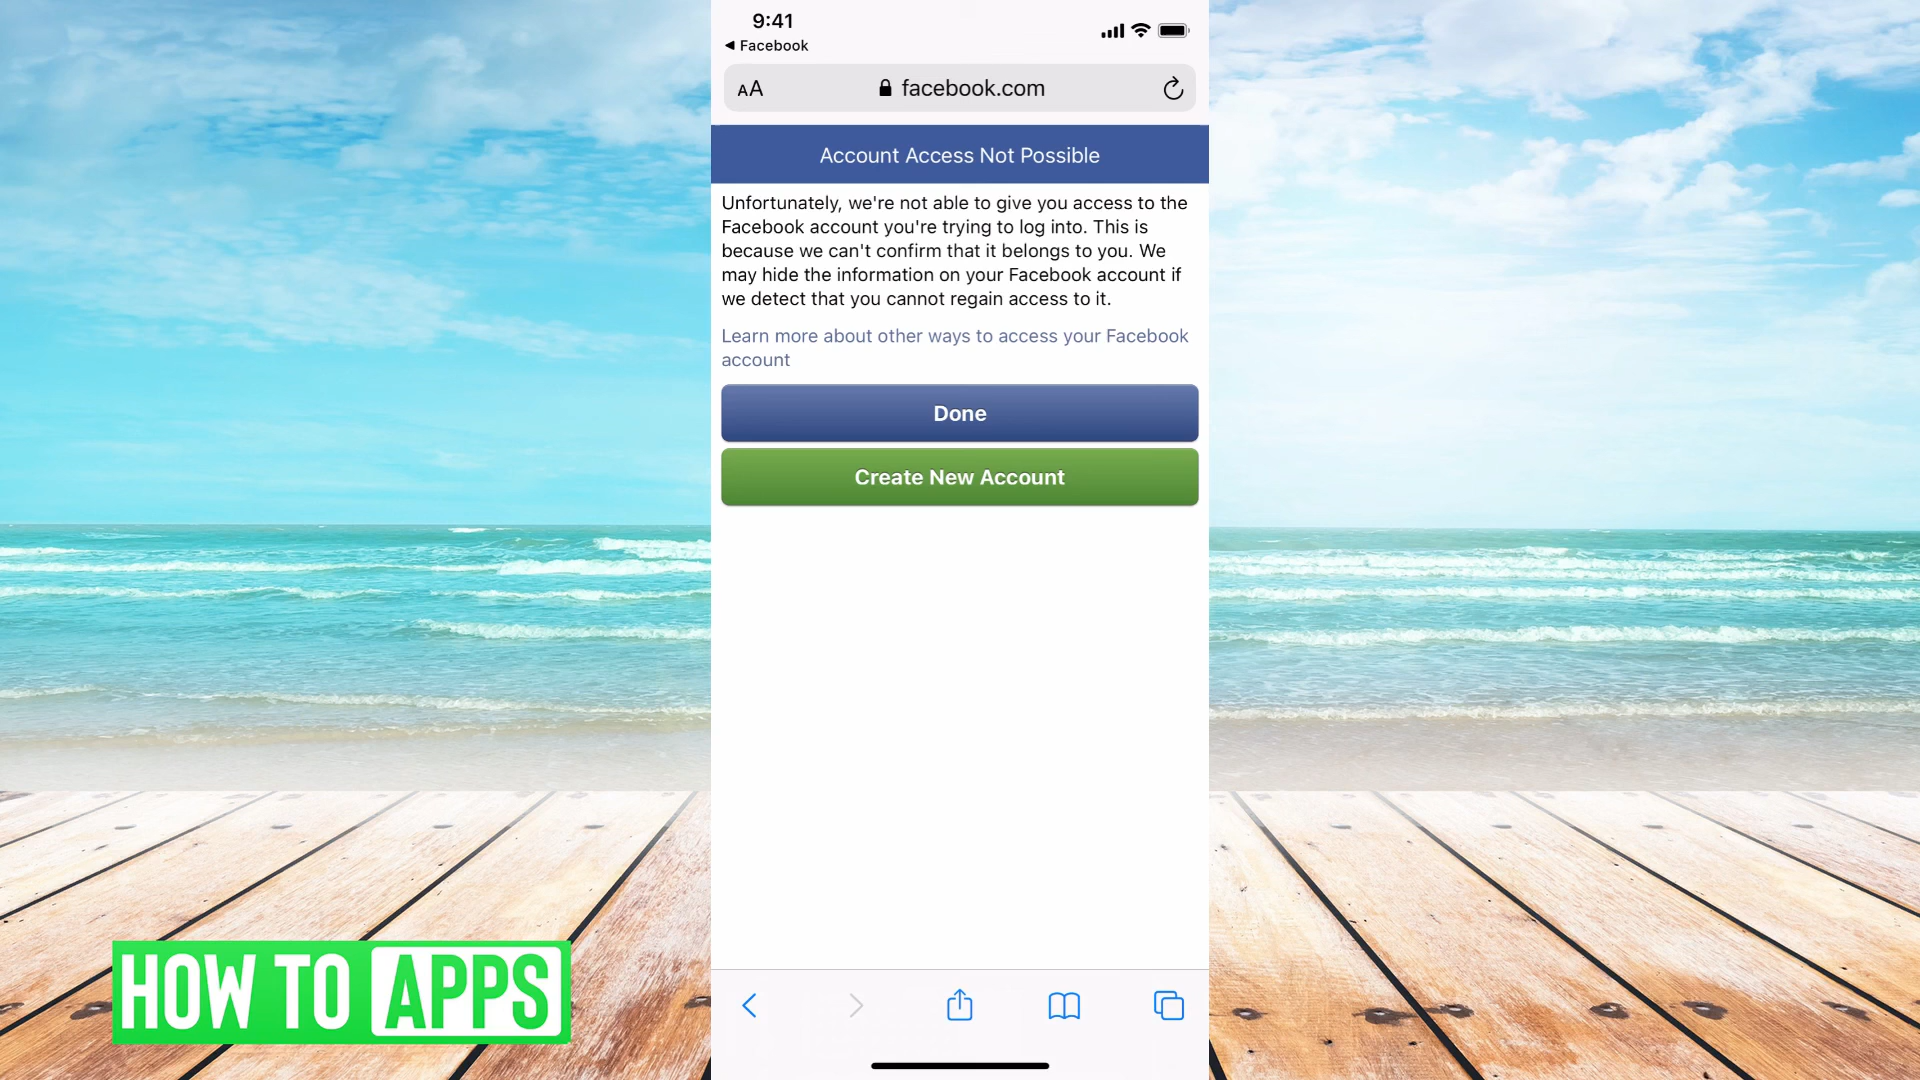 9:41
◀ Facebook
AA
facebook.com
Account Access Not Possible
Unfortunately, we're not able to give you access to the
Facebook account you're trying to log into. This is
because we can't confirm that it belongs to you. We
may hide the information on your Facebook account if
we detect that you cannot regain access to it.
Learn more about other ways to access your Facebook
account
Done
Create New Account
HOW TO APPS